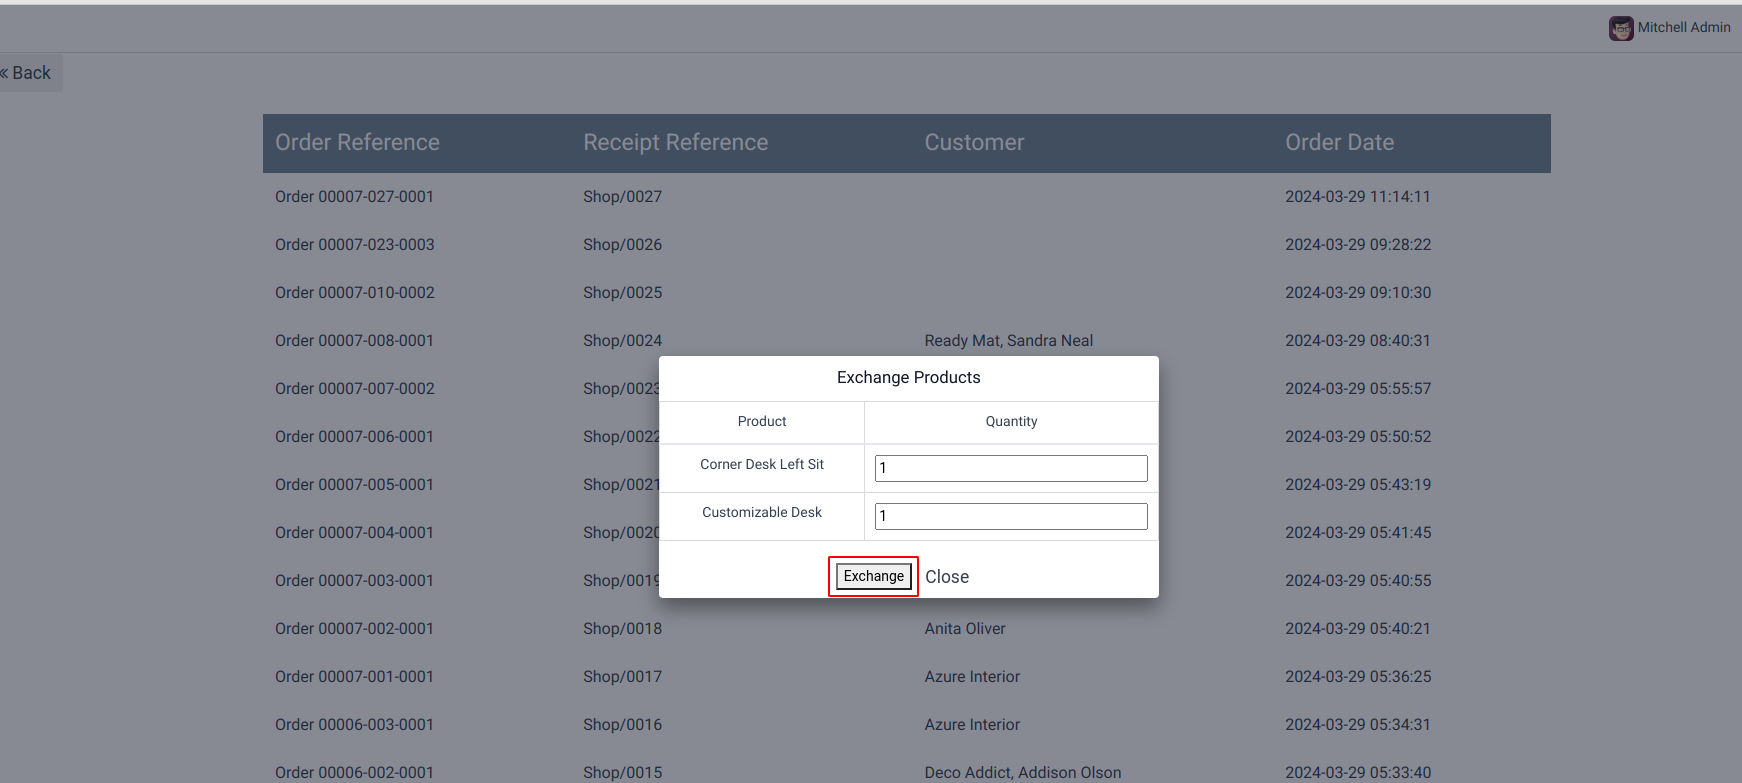 Mitchell Admin
« Back
Order Reference Receipt Reference Customer Order Date
Order 00007-027-0001 Shop/0027 2024-03-29 11:14:11
Order 00007-023-0003 Shop/0026 2024-03-29 09:28:22
Order 00007-010-0002 Shop/0025 2024-03-29 09:10:30
Order 00007-008-0001 Shop/0024 Ready Mat, Sandra Neal 2024-03-29 08:40:31
Order 00007-007-0002 Shop/0023 2024-03-29 05:55:57
Order 00007-006-0001 Shop/0022 2024-03-29 05:50:52
Order 00007-005-0001 Shop/0021 2024-03-29 05:43:19
Order 00007-004-0001 Shop/0020 2024-03-29 05:41:45
Order 00007-003-0001 Shop/0019 2024-03-29 05:40:55
Order 00007-002-0001 Shop/0018 Anita Oliver 2024-03-29 05:40:21
Order 00007-001-0001 Shop/0017 Azure Interior 2024-03-29 05:36:25
Order 00006-003-0001 Shop/0016 Azure Interior 2024-03-29 05:34:31
Order 00006-002-0001 Shop/0015 Deco Addict, Addison Olson 2024-03-29 05:33:40
Exchange Products
Product Quantity
Corner Desk Left Sit 1
Customizable Desk 1
Exchange Close